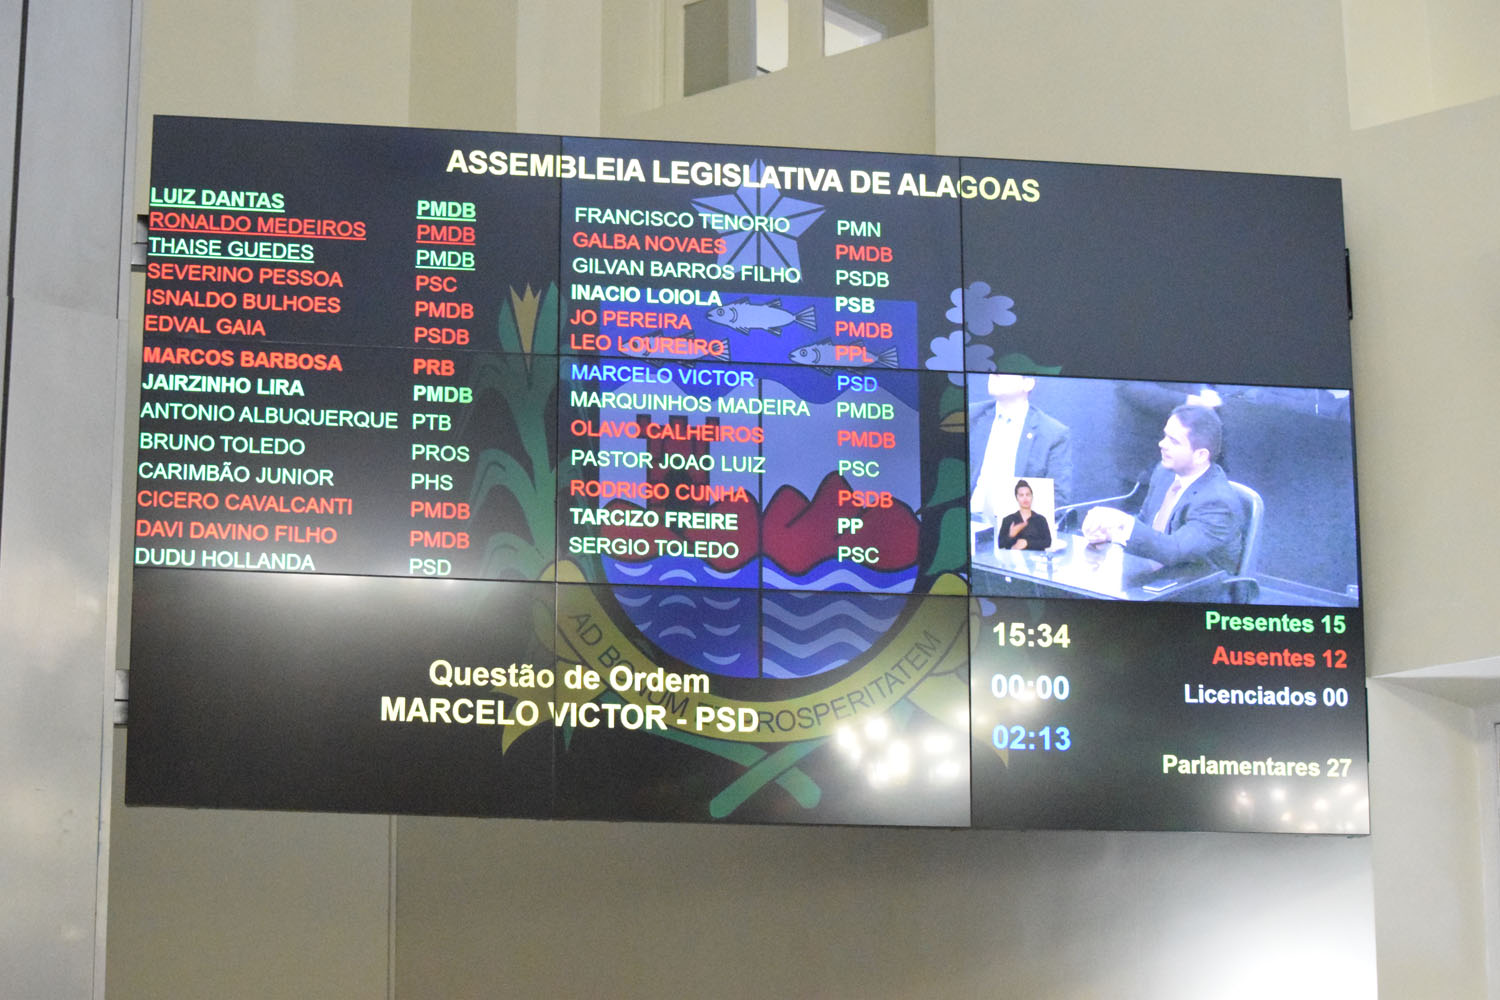 ASSEMBLEIA LEGISLATIVA DE ALAGOAS
LUIZ DANTAS PMDB
RONALDO MEDEIROS PMDB
THAISE GUEDES PMDB
SEVERINO PESSOA PSC
ISNALDO BULHOES PMDB
EDVAL GAIA PSDB
MARCOS BARBOSA PRB
JAIRZINHO LIRA PMDB
ANTONIO ALBUQUERQUE PTB
BRUNO TOLEDO PROS
CARIMBÃO JUNIOR PHS
CICERO CAVALCANTI PMDB
DAVI DAVINO FILHO PMDB
DUDU HOLLANDA PSD
FRANCISCO TENORIO PMN
GALBA NOVAES PMDB
GILVAN BARROS FILHO PSDB
INACIO LOIOLA PSB
JO PEREIRA PMDB
LEO LOUREIRO PPL
MARCELO VICTOR PSD
MARQUINHOS MADEIRA PMDB
OLAVO CALHEIROS PMDB
PASTOR JOAO LUIZ PSC
RODRIGO CUNHA PSDB
TARCIZO FREIRE PP
SERGIO TOLEDO PSC
Questão de Ordem
MARCELO VICTOR - PSD
AD PROSPERITATEM
15:34
00:00
02:13
Presentes 15
Ausentes 12
Licenciados 00
Parlamentares 27